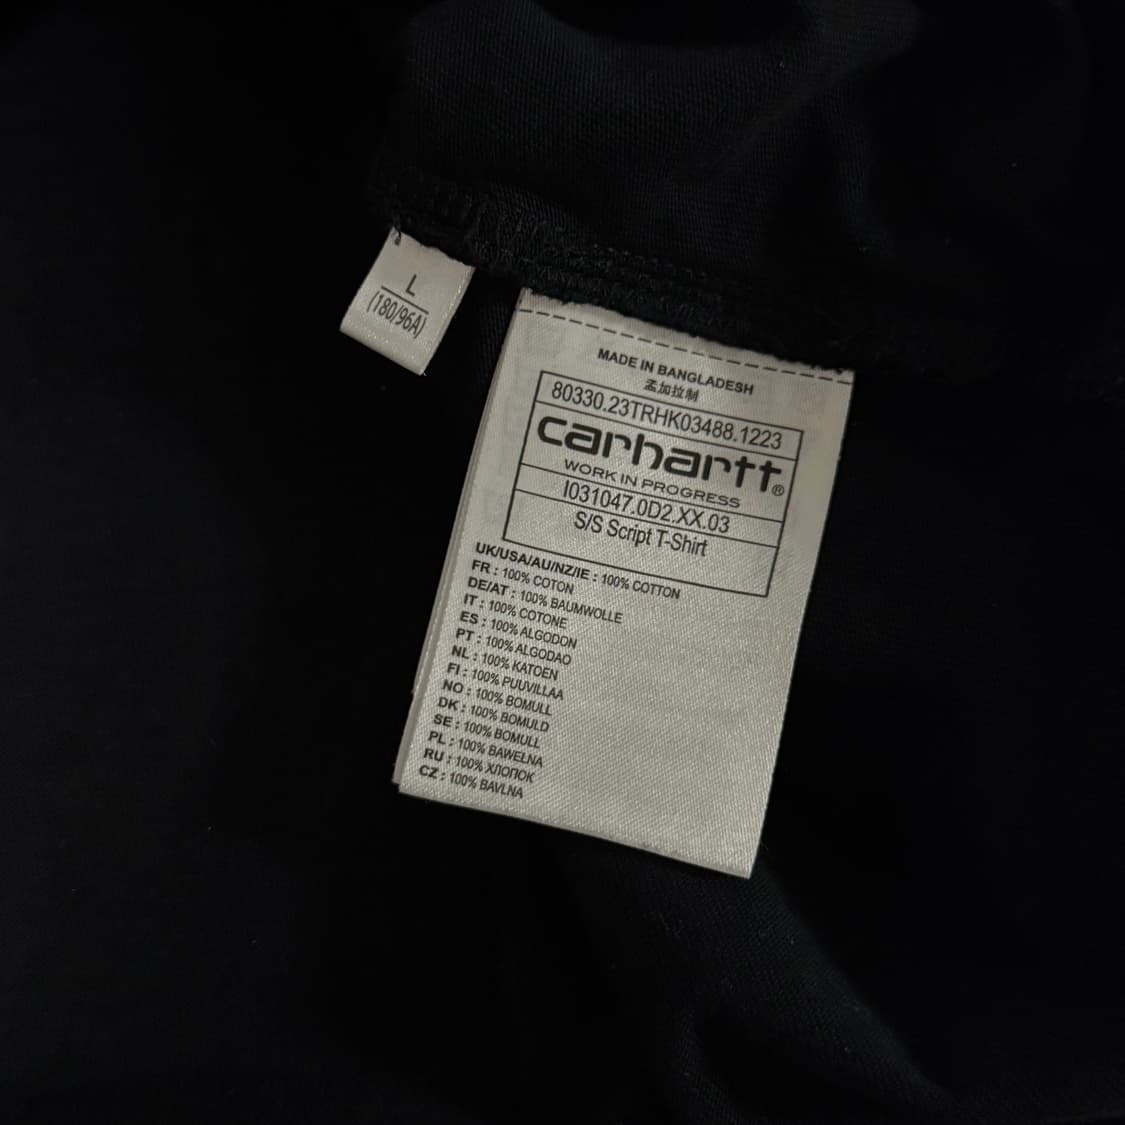 L
(180/96A)
MADE IN BANGLADESH
孟加拉制
80330.23TRHK03488.1223
carhartt®
WORK IN PROGRESS
I031047.0D2.XX.03
S/S Script T-Shirt
UK/USA/AU/NZ/IE : 100% COTTON
FR : 100% COTON
DE/AT : 100% BAUMWOLLE
IT : 100% COTONE
ES : 100% ALGODON
PT : 100% ALGODAO
NL : 100% KATOEN
FI : 100% PUUVILLAA
NO : 100% BOMULL
DK : 100% BOMULD
SE : 100% BOMULL
PL : 100% BAWEŁNA
RU : 100% ХЛОПОК
CZ : 100% BAVLNA